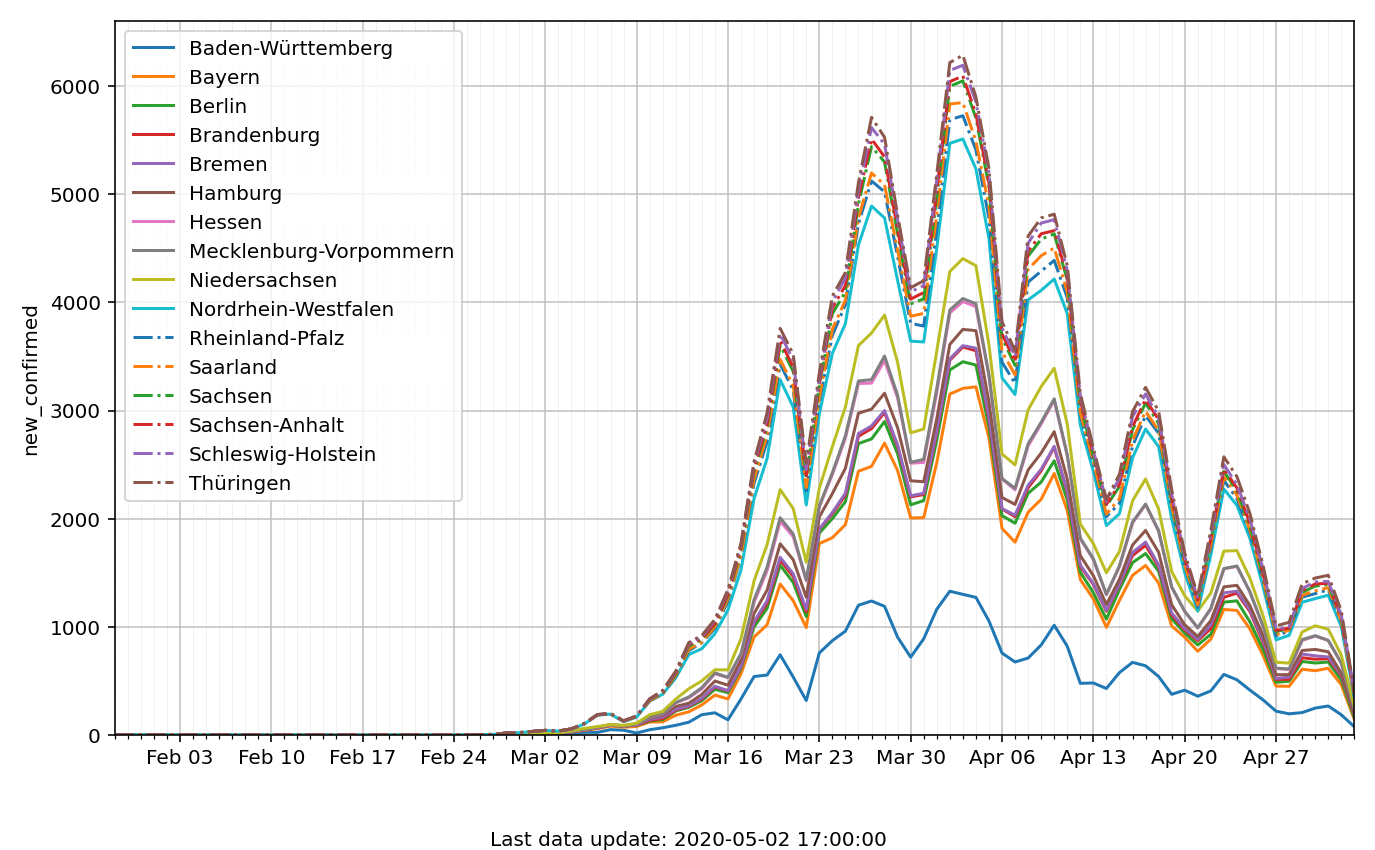 6000
5000
4000
3000
2000
1000
0
new_confirmed
Baden-Württemberg
Bayern
Berlin
Brandenburg
Bremen
Hamburg
Hessen
Mecklenburg-Vorpommern
Niedersachsen
Nordrhein-Westfalen
Rheinland-Pfalz
Saarland
Sachsen
Sachsen-Anhalt
Schleswig-Holstein
Thüringen
Feb 03 Feb 10 Feb 17 Feb 24 Mar 02 Mar 09 Mar 16 Mar 23 Mar 30 Apr 06 Apr 13 Apr 20 Apr 27
Last data update: 2020-05-02 17:00:00